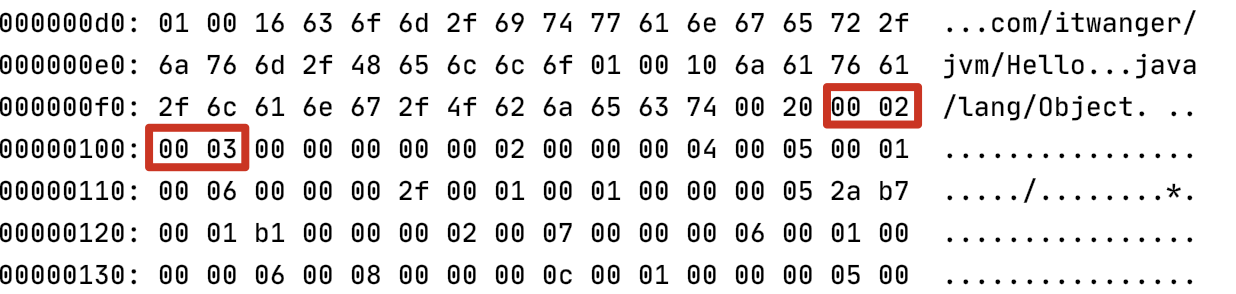 000000d0: 01 00 16 63 6f 6d 2f 69 74 77 61 6e 67 65 72 2f ...com/itwanger/
000000e0: 6a 76 6d 2f 48 65 6c 6c 6f 01 00 10 6a 61 76 61 jvm/Hello...java
000000f0: 2f 6c 61 6e 67 2f 4f 62 6a 65 63 74 00 20 00 02 /lang/Object. ..
00000100: 00 03 00 00 00 00 00 02 00 00 00 04 00 05 00 01 ................
00000110: 00 06 00 00 00 2f 00 01 00 01 00 00 00 05 2a b7 ...../........*.
00000120: 00 01 b1 00 00 00 02 00 07 00 00 00 06 00 01 00 ................
00000130: 00 00 06 00 08 00 00 00 0c 00 01 00 00 00 05 00 ................